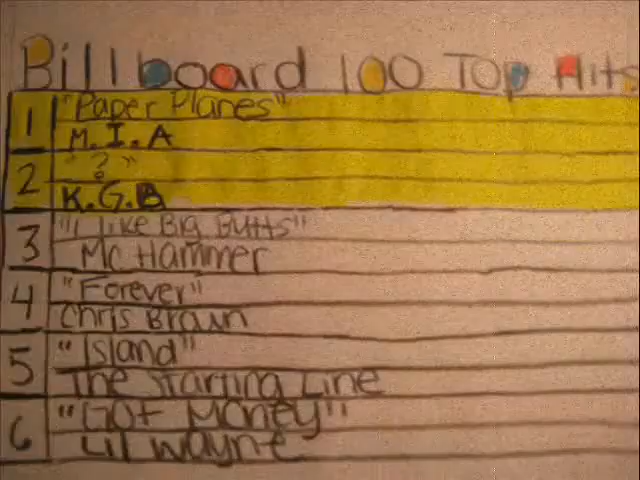 Billboard 100 Top Hits
1 "Paper Planes"
M.I.A
2 "?"
K.G.B
3 "I like Big Butts"
Mc Hammer
4 "Forever"
Chris Brown
5 "Island"
The Starting Line
6 "Got Money"
Lil Wayne